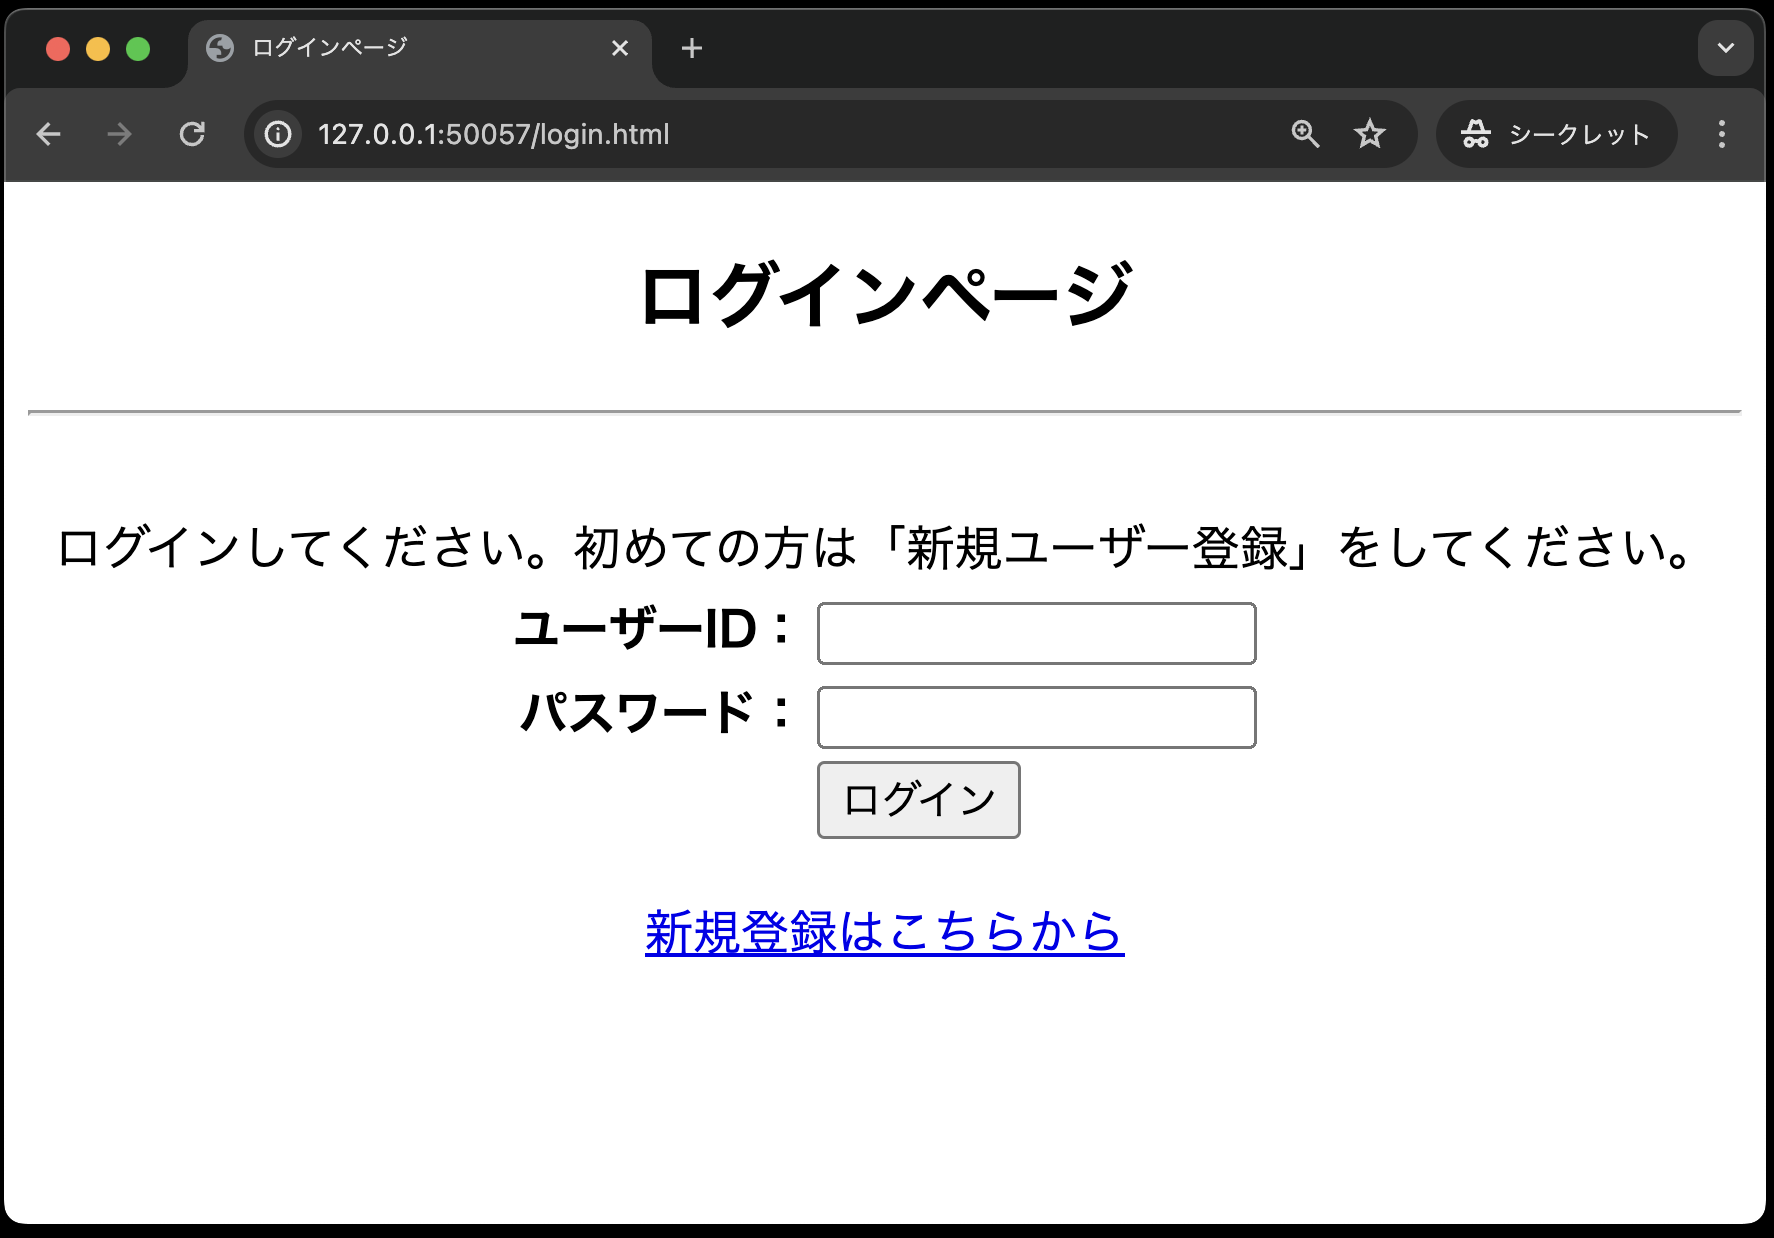 ログインページ
127.0.0.1:50057/login.html
シークレット
ログインページ
ログインしてください。初めての方は「新規ユーザー登録」をしてください。
ユーザーID：
パスワード：
ログイン
新規登録はこちらから